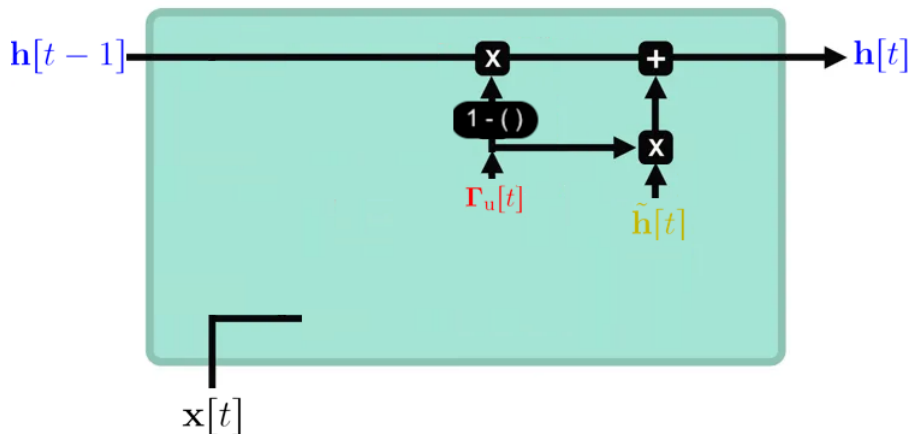 𝐡[t − 1]
x
+
𝐡[t]
1 - ( )
x
𝚪ᵤ[t]
𝐡̃[t]
𝐱[t]